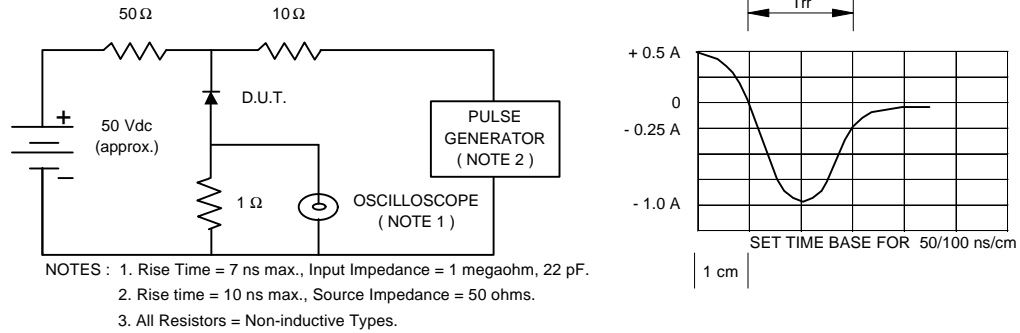 50 Ω
10 Ω
Trr
+ 0.5 A
D.U.T.
0
+
50 Vdc
(approx.)
PULSE
GENERATOR
( NOTE 2 )
- 0.25 A
−
1 Ω
OSCILLOSCOPE
( NOTE 1 )
- 1.0 A
SET TIME BASE FOR 50/100 ns/cm
1 cm
NOTES : 1. Rise Time = 7 ns max., Input Impedance = 1 megaohm, 22 pF.
2. Rise time = 10 ns max., Source Impedance = 50 ohms.
3. All Resistors = Non-inductive Types.